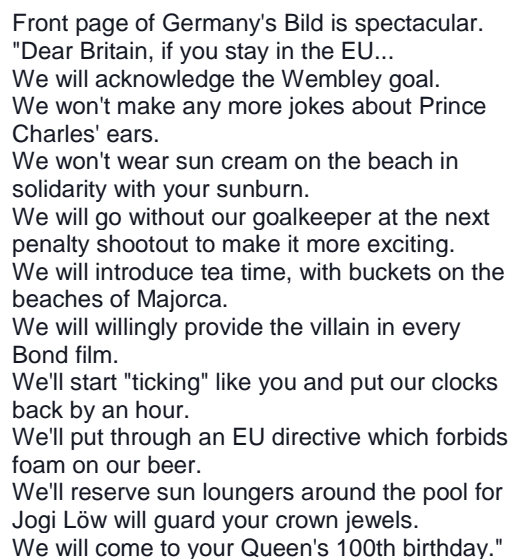 Front page of Germany's Bild is spectacular.
"Dear Britain, if you stay in the EU...
We will acknowledge the Wembley goal.
We won't make any more jokes about Prince
Charles' ears.
We won't wear sun cream on the beach in
solidarity with your sunburn.
We will go without our goalkeeper at the next
penalty shootout to make it more exciting.
We will introduce tea time, with buckets on the
beaches of Majorca.
We will willingly provide the villain in every
Bond film.
We'll start "ticking" like you and put our clocks
back by an hour.
We'll put through an EU directive which forbids
foam on our beer.
We'll reserve sun loungers around the pool for
Jogi Löw will guard your crown jewels.
We will come to your Queen's 100th birthday."